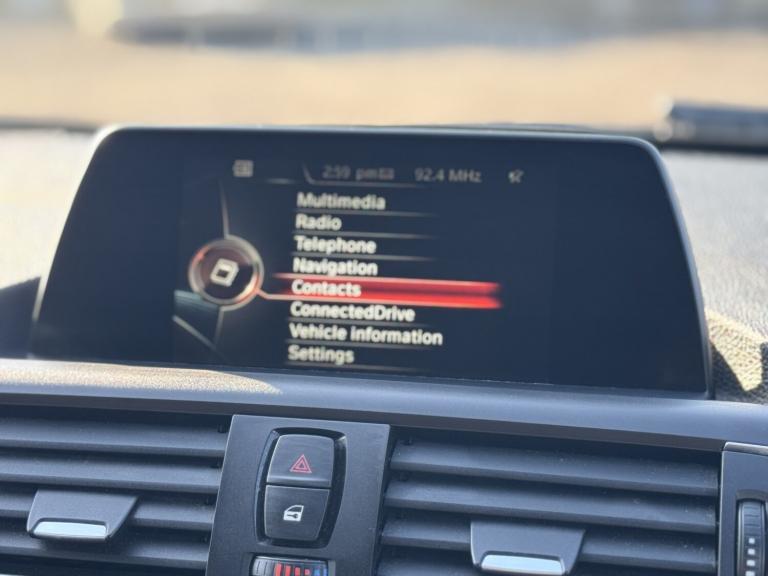 2:59 pm 92.4 MHz
Multimedia
Radio
Telephone
Navigation
Contacts
ConnectedDrive
Vehicle information
Settings